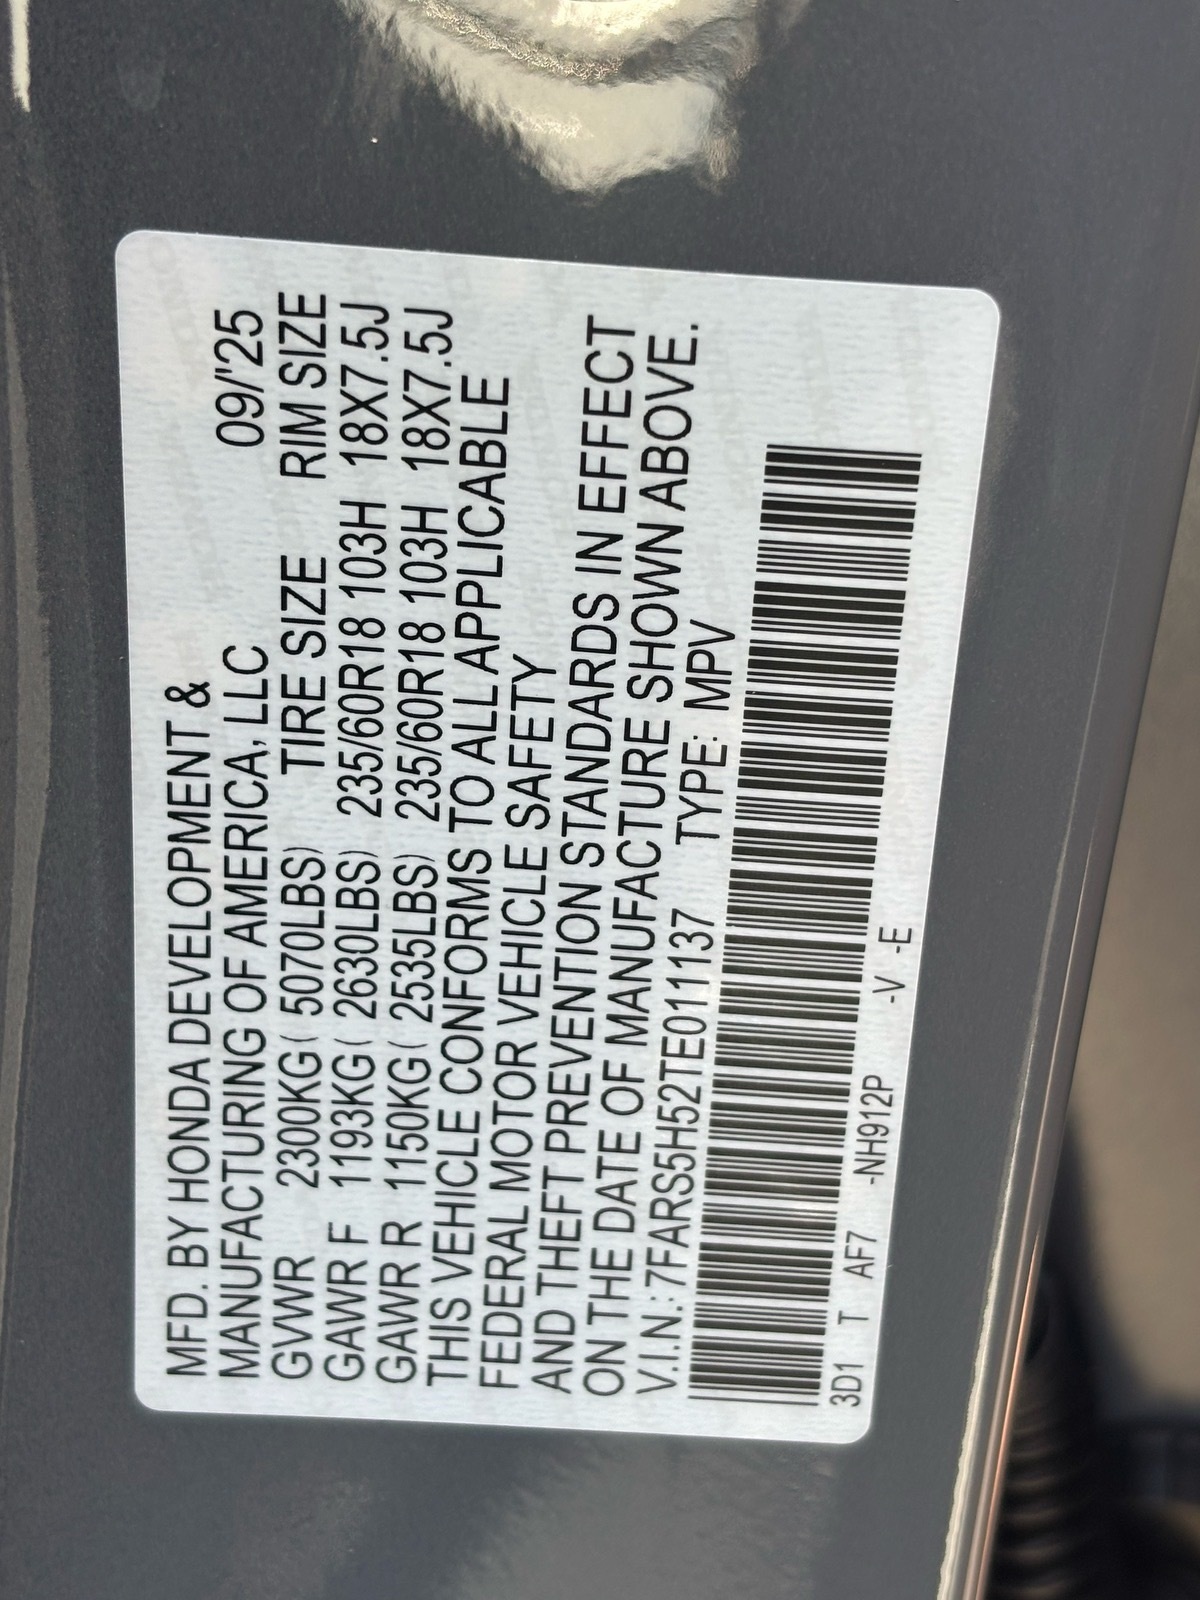 MFD. BY HONDA DEVELOPMENT &
MANUFACTURING OF AMERICA, LLC 09/'25
GVWR 2300KG( 5070LBS) TIRE SIZE RIM SIZE
GAWR F 1193KG( 2630LBS) 235/60R18 103H 18X7.5J
GAWR R 1150KG( 2535LBS) 235/60R18 103H 18X7.5J
THIS VEHICLE CONFORMS TO ALL APPLICABLE
FEDERAL MOTOR VEHICLE SAFETY
AND THEFT PREVENTION STANDARDS IN EFFECT
ON THE DATE OF MANUFACTURE SHOWN ABOVE.
V.I.N.:7FARS5H52TE011137 TYPE: MPV
3D1 T AF7 -NH912P -V -E